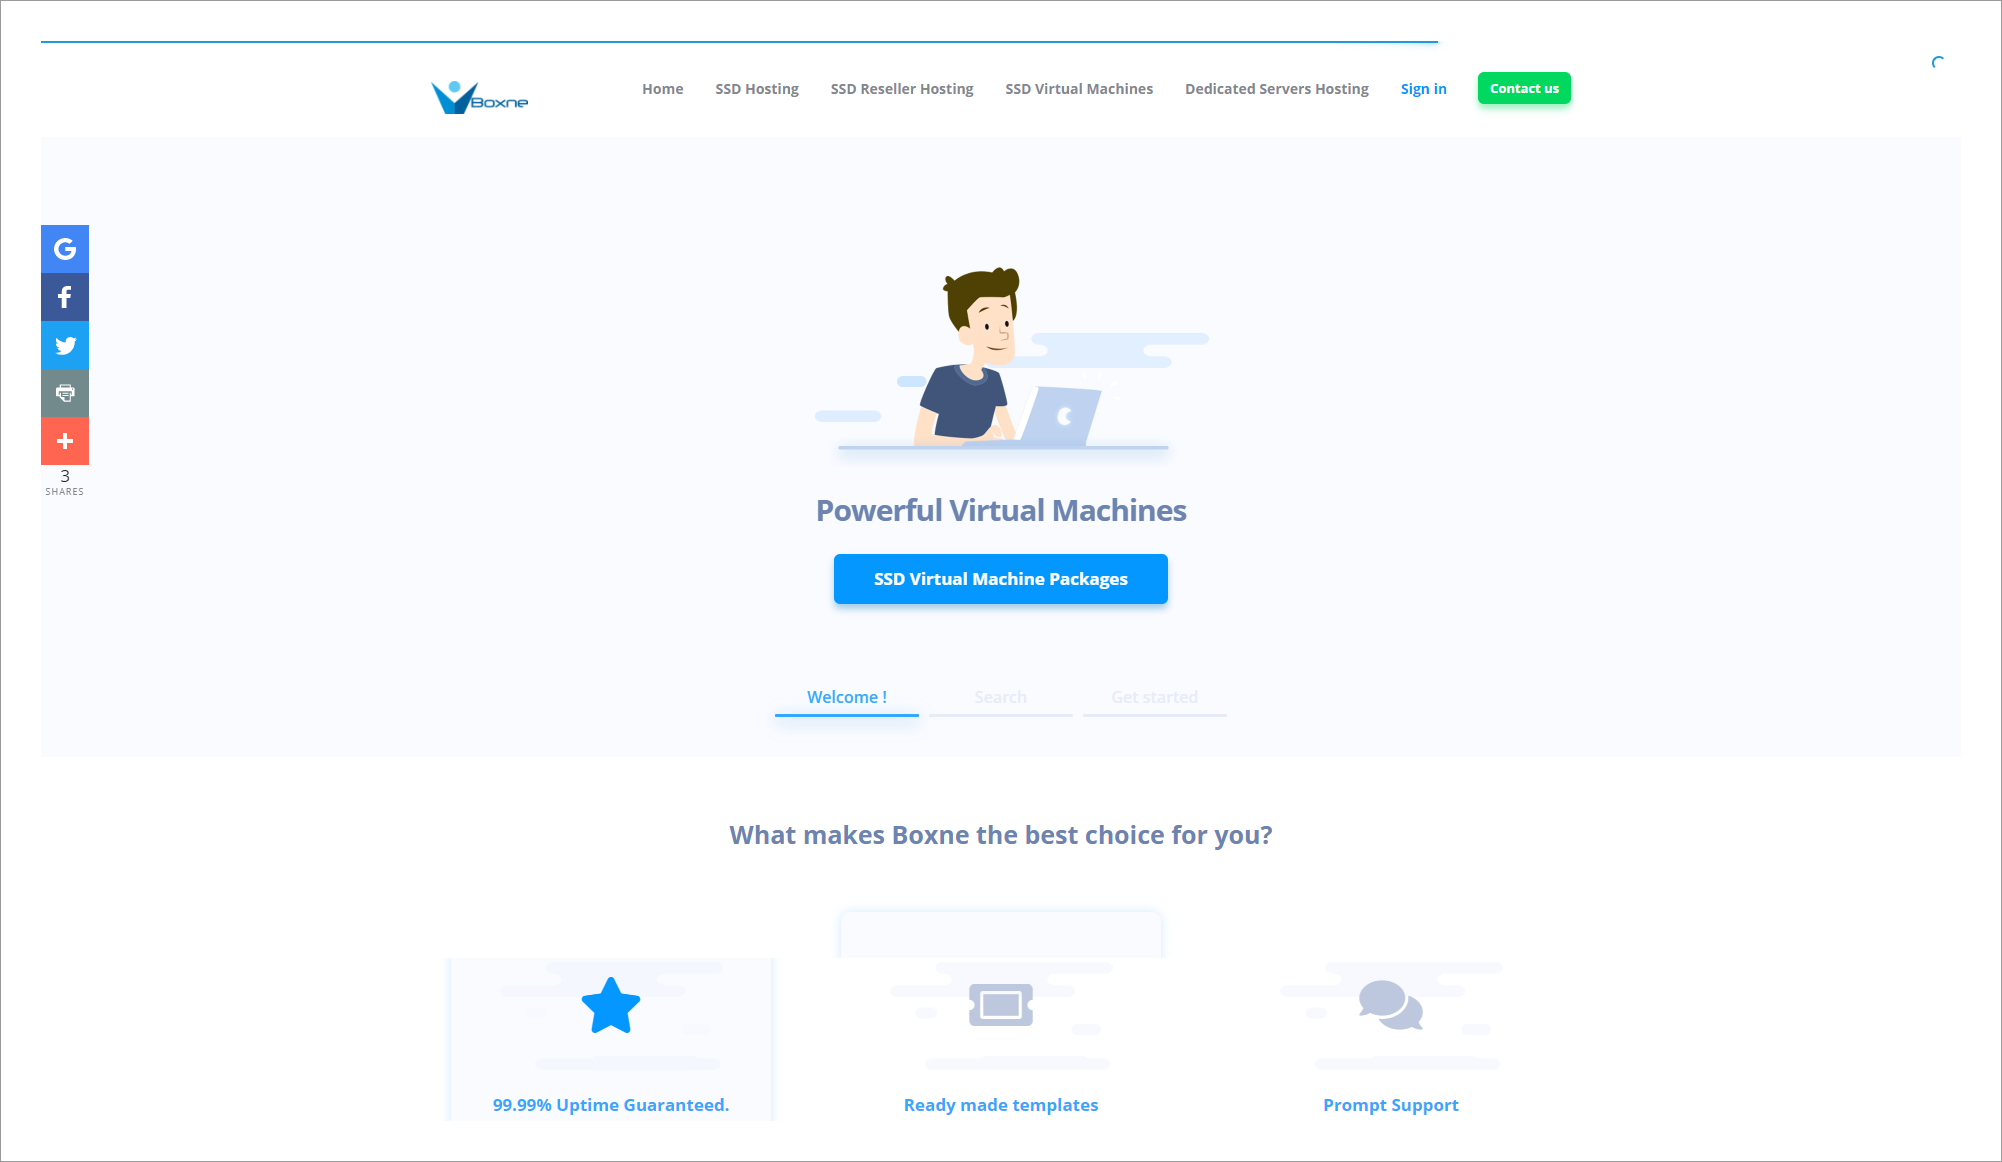 Boxne
Home SSD Hosting SSD Reseller Hosting SSD Virtual Machines Dedicated Servers Hosting Sign in Contact us
3
SHARES
Powerful Virtual Machines
SSD Virtual Machine Packages
Welcome ! Search Get started
What makes Boxne the best choice for you?
99.99% Uptime Guaranteed. Ready made templates Prompt Support